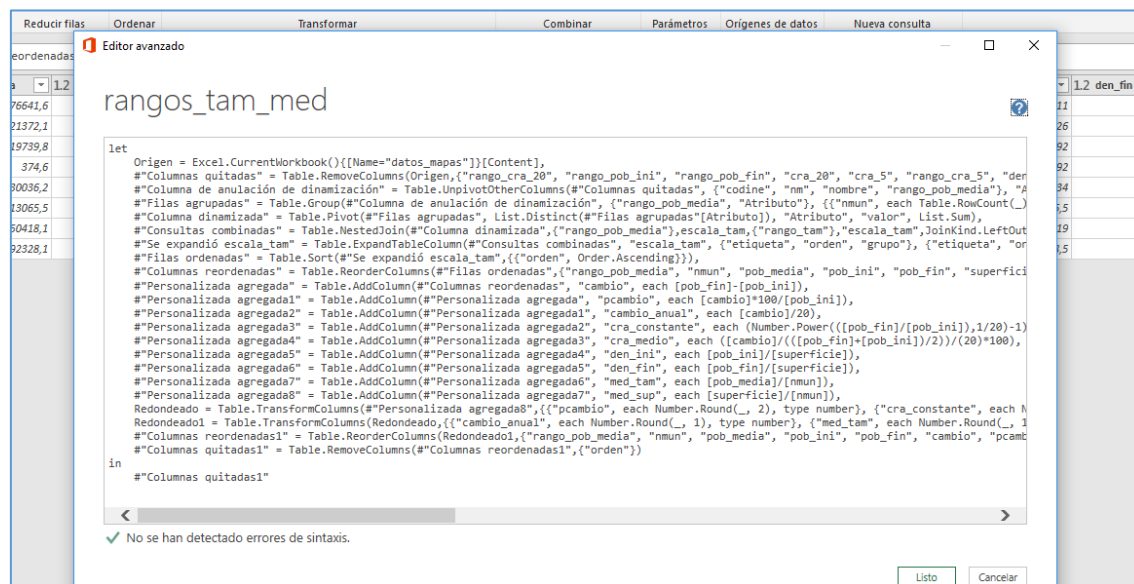 Reducir filas Ordenar Transformar Combinar Parámetros Orígenes de datos Nueva consulta
eordenadas
Editor avanzado
1.2
1.2 den_fin
76641,6
21372,1
19739,8
374,6
30036,2
13065,5
50418,1
92328,1
11
26
92
92
34
5,5
19
3,5
rangos_tam_med
let
Origen = Excel.CurrentWorkbook(){[Name="datos_mapas"]}[Content],
#"Columnas quitadas" = Table.RemoveColumns(Origen,{"rango_cra_20", "rango_pob_ini", "rango_pob_fin", "cra_20", "cra_5", "rango_cra_5", "der
#"Columna de anulación de dinamización" = Table.UnpivotOtherColumns(#"Columnas quitadas", {"codine", "nm", "nombre", "rango_pob_media"}, "A
#"Filas agrupadas" = Table.Group(#"Columna de anulación de dinamización", {"rango_pob_media", "Atributo"}, {{"nmun", each Table.RowCount(_)
#"Columna dinamizada" = Table.Pivot(#"Filas agrupadas", List.Distinct(#"Filas agrupadas"[Atributo]), "Atributo", "valor", List.Sum),
#"Consultas combinadas" = Table.NestedJoin(#"Columna dinamizada",{"rango_pob_media"},escala_tam,{"rango_tam"},"escala_tam",JoinKind.LeftOut
#"Se expandió escala_tam" = Table.ExpandTableColumn(#"Consultas combinadas", "escala_tam", {"etiqueta", "orden", "grupo"}, {"etiqueta", "or
#"Filas ordenadas" = Table.Sort(#"Se expandió escala_tam",{{"orden", Order.Ascending}}),
#"Columnas reordenadas" = Table.ReorderColumns(#"Filas ordenadas",{"rango_pob_media", "nmun", "pob_media", "pob_ini", "pob_fin", "superfici
#"Personalizada agregada" = Table.AddColumn(#"Columnas reordenadas", "cambio", each [pob_fin]-[pob_ini]),
#"Personalizada agregada1" = Table.AddColumn(#"Personalizada agregada", "pcambio", each [cambio]*100/[pob_ini]),
#"Personalizada agregada2" = Table.AddColumn(#"Personalizada agregada1", "cambio_anual", each [cambio]/20),
#"Personalizada agregada3" = Table.AddColumn(#"Personalizada agregada2", "cra_constante", each (Number.Power(([pob_fin]/[pob_ini]),1/20)-1)
#"Personalizada agregada4" = Table.AddColumn(#"Personalizada agregada3", "cra_medio", each ([cambio]/(([pob_fin]+[pob_ini])/2))/(20)*100),
#"Personalizada agregada5" = Table.AddColumn(#"Personalizada agregada4", "den_ini", each [pob_ini]/[superficie]),
#"Personalizada agregada6" = Table.AddColumn(#"Personalizada agregada5", "den_fin", each [pob_fin]/[superficie]),
#"Personalizada agregada7" = Table.AddColumn(#"Personalizada agregada6", "med_tam", each [pob_media]/[nmun]),
#"Personalizada agregada8" = Table.AddColumn(#"Personalizada agregada7", "med_sup", each [superficie]/[nmun]),
Redondeado = Table.TransformColumns(#"Personalizada agregada8",{{"pcambio", each Number.Round(_, 2), type number}, {"cra_constante", each N
Redondeado1 = Table.TransformColumns(Redondeado,{{"cambio_anual", each Number.Round(_, 1), type number}, {"med_tam", each Number.Round(_, 1
#"Columnas reordenadas1" = Table.ReorderColumns(Redondeado1,{"rango_pob_media", "nmun", "pob_media", "pob_ini", "pob_fin", "cambio", "pcamb
#"Columnas quitadas1" = Table.RemoveColumns(#"Columnas reordenadas1",{"orden"})
in
#"Columnas quitadas1"
No se han detectado errores de sintaxis.
Listo Cancelar